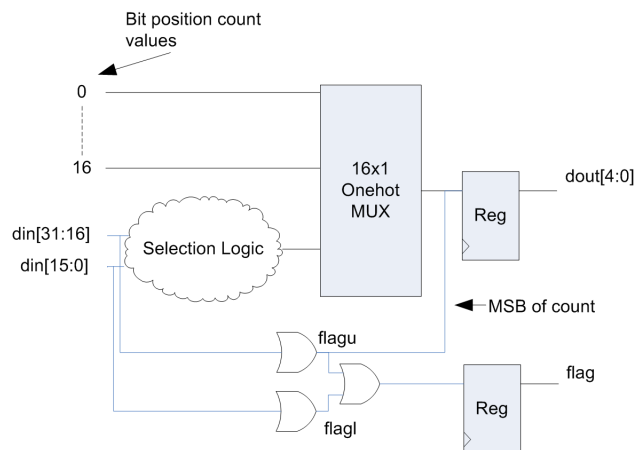 Bit position count
values
0
16
16x1
Onehot
MUX
dout[4:0]
Reg
din[31:16]
din[15:0]
Selection Logic
MSB of count
flagu
flag
Reg
flagl